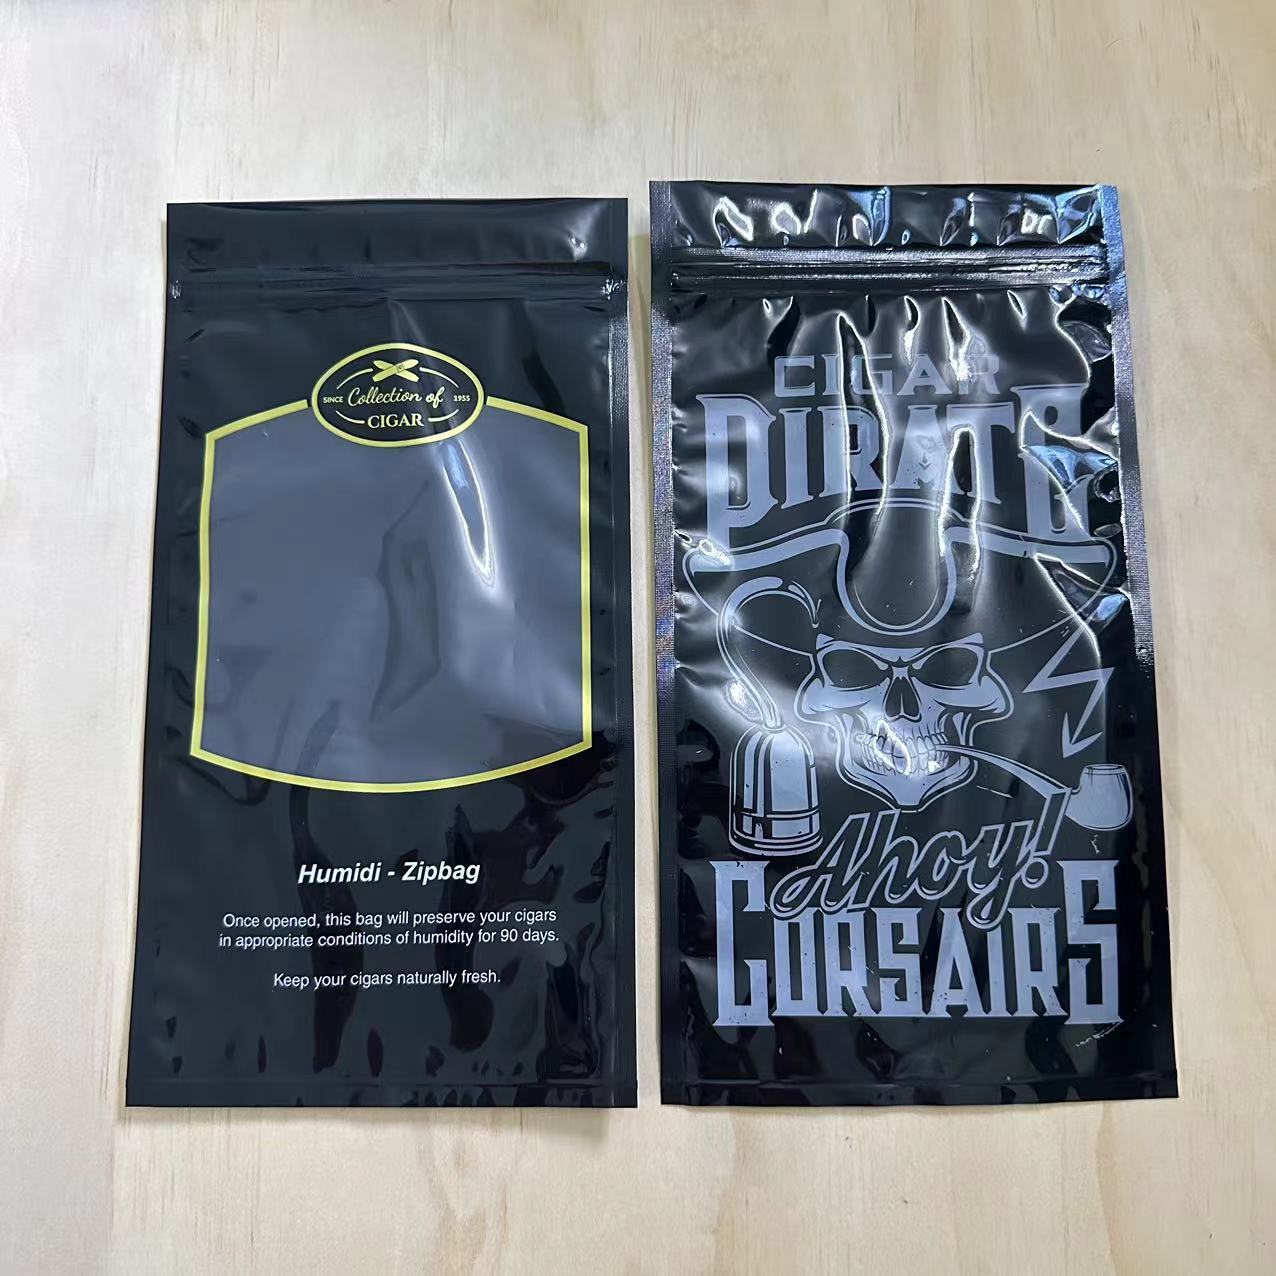 SINCE Collection of 1955
CIGAR
Humidi - Zipbag
Once opened, this bag will preserve your cigars
in appropriate conditions of humidity for 90 days.
Keep your cigars naturally fresh.
CIGAR
PIRATE
Ahoy!
CORSAIRS